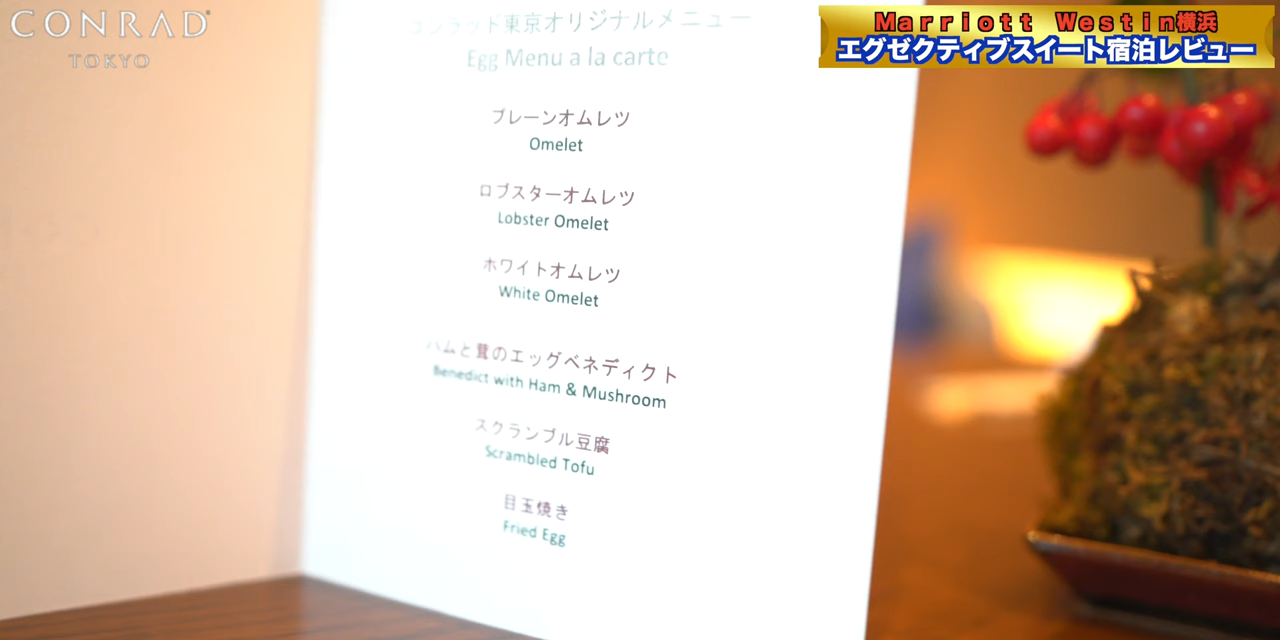 CONRAD
TOKYO
Marriott Westin横浜
エグゼクティブスイート宿泊レビュー
コンラッド東京オリジナルメニュー
Egg Menu a la carte
プレーンオムレツ
Omelet
ロブスターオムレツ
Lobster Omelet
ホワイトオムレツ
White Omelet
ハムと茸のエッグベネディクト
Benedict with Ham & Mushroom
スクランブル豆腐
Scrambled Tofu
目玉焼き
Fried Egg